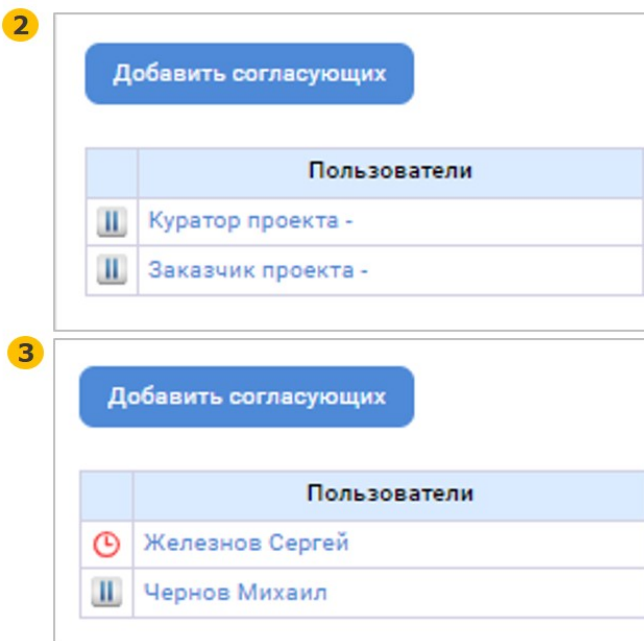 2
Добавить согласующих
Пользователи
Куратор проекта -
Заказчик проекта -
3
Добавить согласующих
Пользователи
Железнов Сергей
Чернов Михаил